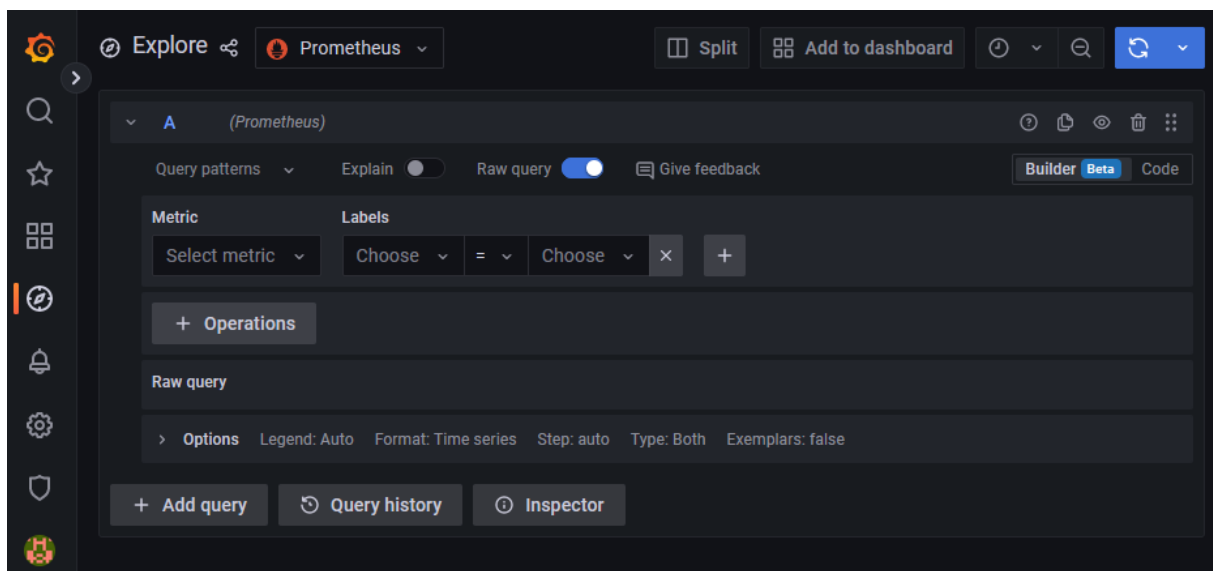 Explore Prometheus Split Add to dashboard
A (Prometheus)
Query patterns Explain Raw query Give feedback Builder Beta Code
Metric Labels
Select metric Choose = Choose
+ Operations
Raw query
Options Legend: Auto Format: Time series Step: auto Type: Both Exemplars: false
+ Add query Query history Inspector